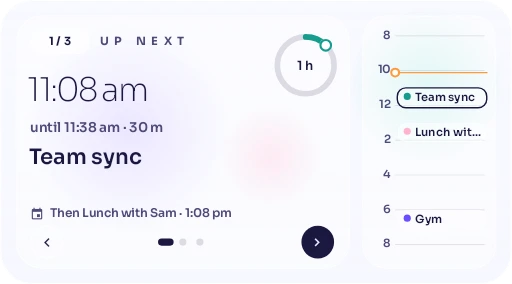 1/3 UP NEXT
1 h
11:08 am
until 11:38 am · 30 m
Team sync
Then Lunch with Sam · 1:08 pm
8
10
12 Team sync
2 Lunch wit...
4
6 Gym
8